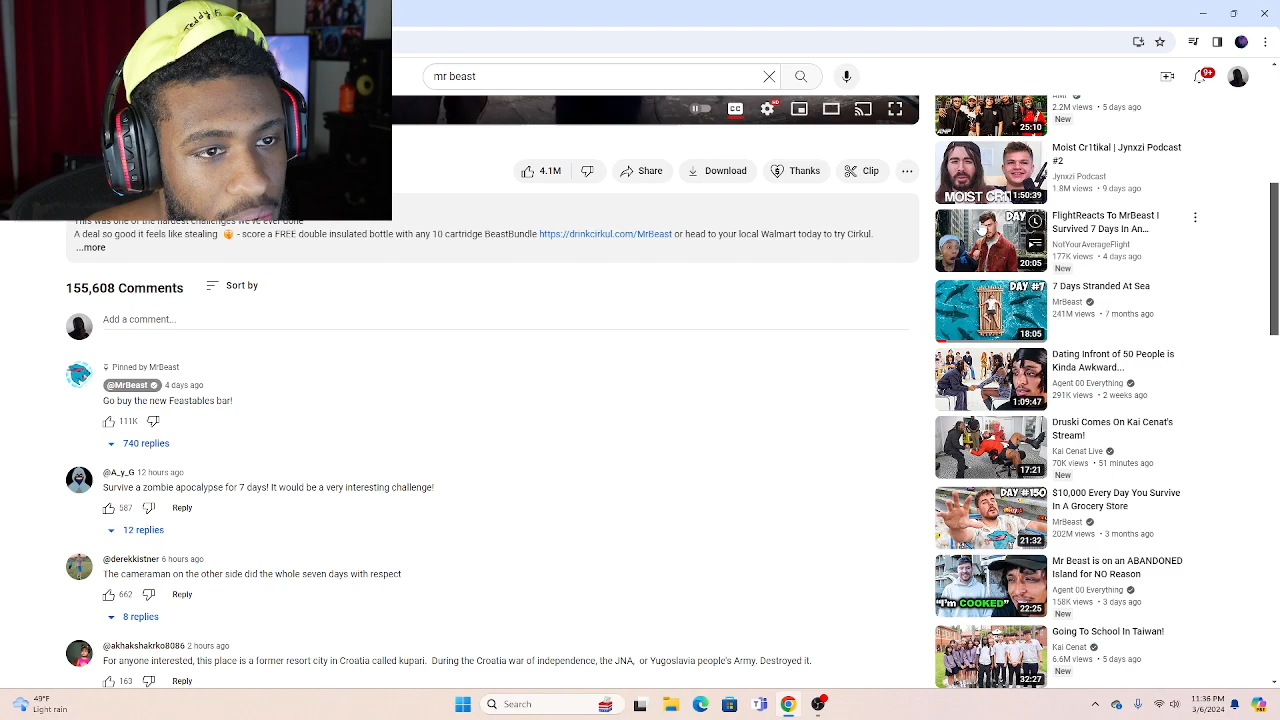 Jeddy F.
mr beast
9+
4.1M
Share
Download
Thanks
Clip
A deal so good it feels like stealing - score a FREE double insulated bottle with any 10 cartridge BeastBundle https://drinkcirkul.com/MrBeast or head to your local Walmart today to try Cirkul.
...more
155,608 Comments
Sort by
Add a comment...
Pinned by MrBeast
@MrBeast 4 days ago
Go buy the new Feastables bar!
111K
740 replies
@A_y_G 12 hours ago
Survive a zombie apocalypse for 7 days! It would be a very interesting challenge!
587 Reply
12 replies
@derekkistner 6 hours ago
The cameraman on the other side did the whole seven days with respect
662 Reply
8 replies
@akhakshakrko8086 2 hours ago
For anyone interested, this place is a former resort city in Croatia called kupari. During the Croatia war of independence, the JNA, or Yugoslavia people's Army. Destroyed it.
163 Reply
2.2M views • 5 days ago
New
25:10
Moist Cr1tikal | Jynxzi Podcast
#2
Jynxzi Podcast
1.8M views • 9 days ago
MOIST CR
1:50:39
FlightReacts To MrBeast I
Survived 7 Days In An...
NotYourAverageFlight
177K views • 4 days ago
New
DAY
20:05
7 Days Stranded At Sea
MrBeast
241M views • 7 months ago
DAY #7
18:05
Dating Infront of 50 People is
Kinda Awkward...
Agent 00 Everything
291K views • 2 weeks ago
1:09:47
Druski Comes On Kai Cenat's
Stream!
Kai Cenat Live
70K views • 51 minutes ago
New
17:21
$10,000 Every Day You Survive
In A Grocery Store
MrBeast
202M views • 3 months ago
DAY #150
21:32
Mr Beast is on an ABANDONED
Island for NO Reason
Agent 00 Everything
158K views • 3 days ago
New
"I'm COOKED"
22:25
Going To School In Taiwan!
Kai Cenat
6.6M views • 5 days ago
New
32:27
49°F
Light rain
Search
11:36 PM
3/6/2024